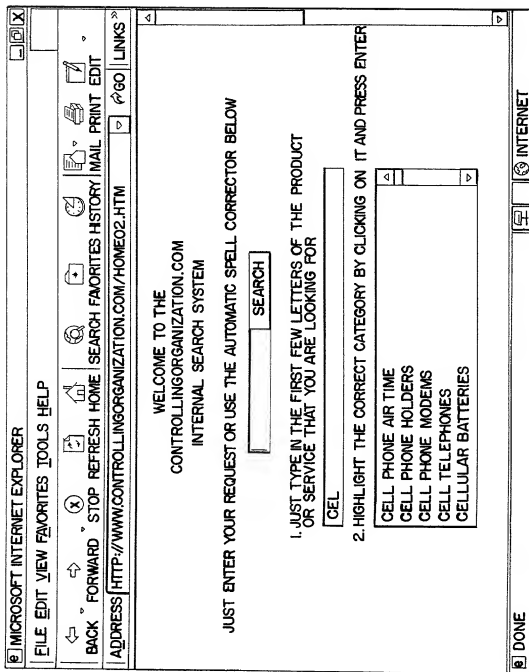 MICROSOFT INTERNET EXPLORER
FILE EDIT VIEW FAVORITES TOOLS HELP
BACK FORWARD STOP REFRESH HOME SEARCH FAVORITES HISTORY MAIL PRINT EDIT
ADDRESS HTTP://WWW.CONTROLLINGORGANIZATION.COM/HOME02.HTM GO LINKS »
WELCOME TO THE
CONTROLLINGORGANIZATION.COM
INTERNAL SEARCH SYSTEM
JUST ENTER YOUR REQUEST OR USE THE AUTOMATIC SPELL CORRECTOR BELOW
SEARCH
1. JUST TYPE IN THE FIRST FEW LETTERS OF THE PRODUCT
OR SERVICE THAT YOU ARE LOOKING FOR
CEL
2. HIGHLIGHT THE CORRECT CATEGORY BY CLICKING ON IT AND PRESS ENTER
CELL PHONE AIR TIME
CELL PHONE HOLDERS
CELL PHONE MODEMS
CELL TELEPHONES
CELLULAR BATTERIES
DONE INTERNET